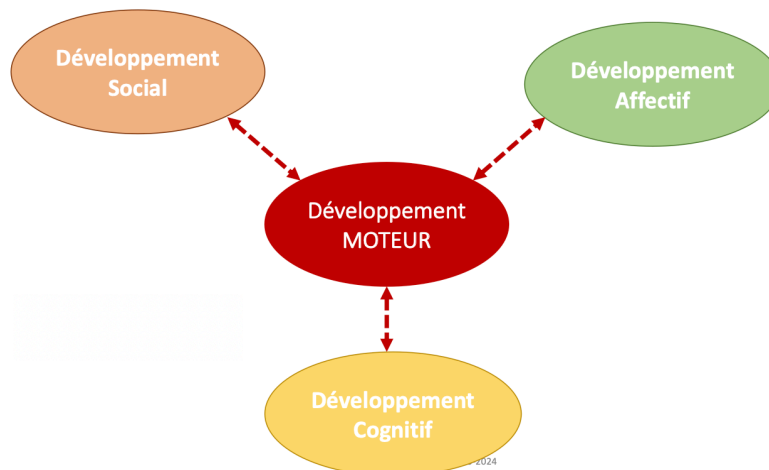 Développement
Social
Développement
Affectif
Développement
MOTEUR
Développement
Cognitif
2024